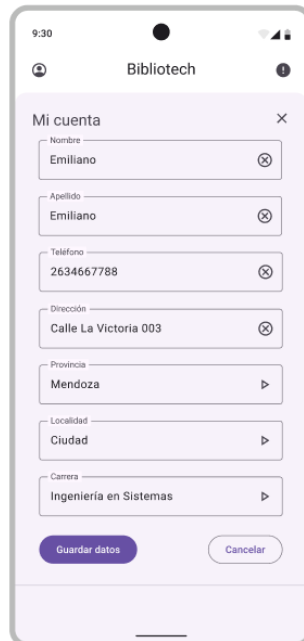 9:30
Bibliotech
Mi cuenta
Nombre
Emiliano
Apellido
Emiliano
Teléfono
2634667788
Dirección
Calle La Victoria 003
Provincia
Mendoza
Localidad
Ciudad
Carrera
Ingeniería en Sistemas
Guardar datos
Cancelar